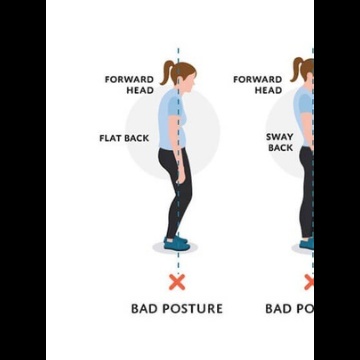 FORWARD
HEAD
FLAT BACK
BAD POSTURE
FORWARD
HEAD
SWAY
BACK
BAD PO